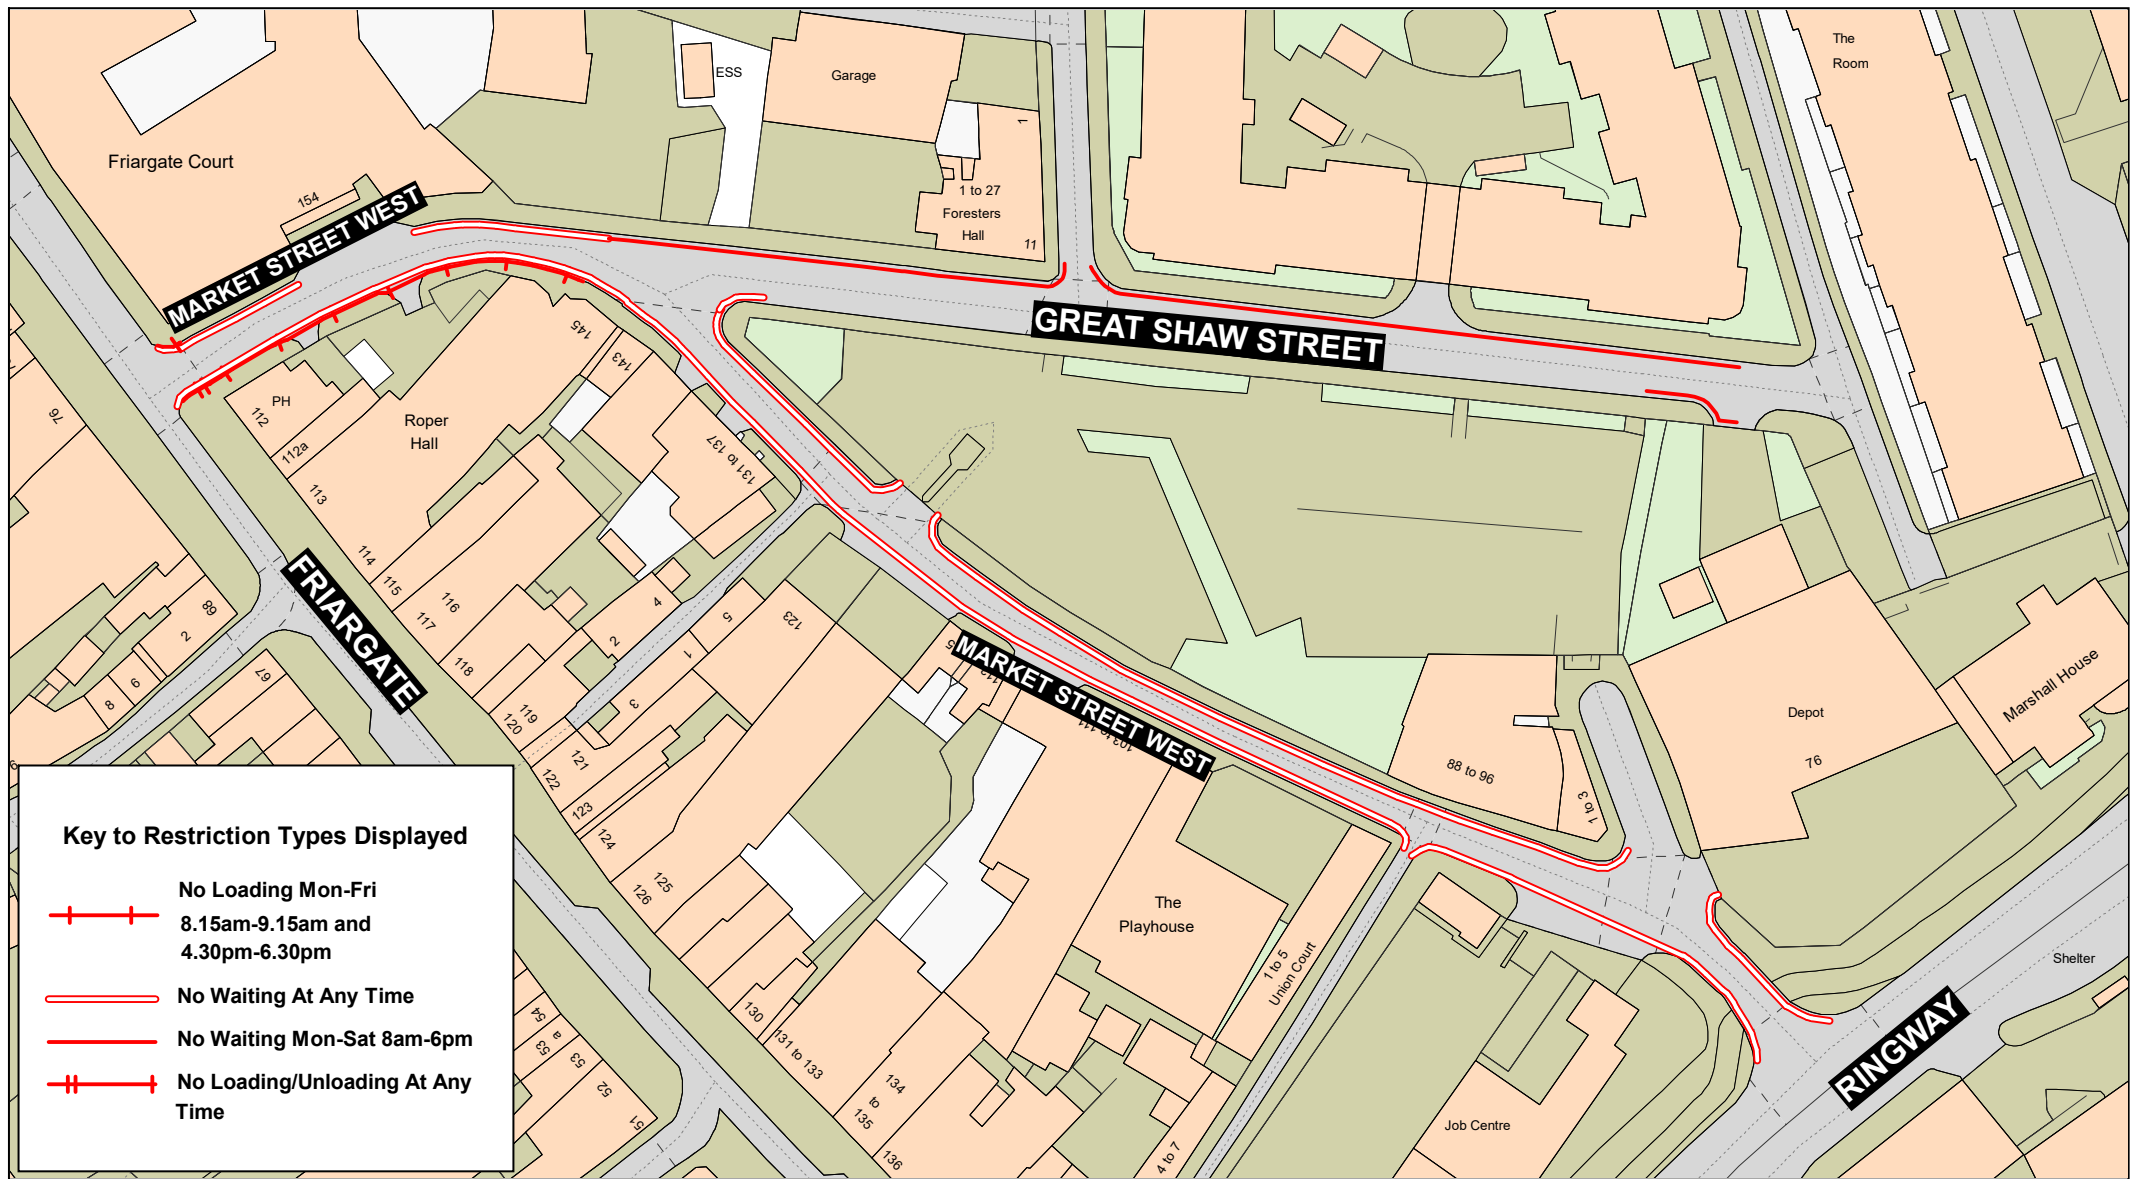 The
Room
ESS
Garage
Friargate Court
154
MARKET STREET WEST
1
1 to 27
Foresters
Hall
11
GREAT SHAW STREET
145
143
PH
112
112a
Roper
Hall
131 to 137
76
113
114
115
116
117
118
119
120
121
122
123
124
125
126
130
131 to 133
134
to
135
136
FRIARGATE
4
2
5
1
3
123
68
2
6
8
67
MARKET STREET WEST
103 to 111
88 to 96
1 to 3
Depot
76
Marshall House
The
Playhouse
1 to 5
Union Court
Shelter
RINGWAY
Job Centre
4 to 7
54
53
a
53
52
51
Key to Restriction Types Displayed
No Loading Mon-Fri
8.15am-9.15am and
4.30pm-6.30pm
No Waiting At Any Time
No Waiting Mon-Sat 8am-6pm
No Loading/Unloading At Any
Time